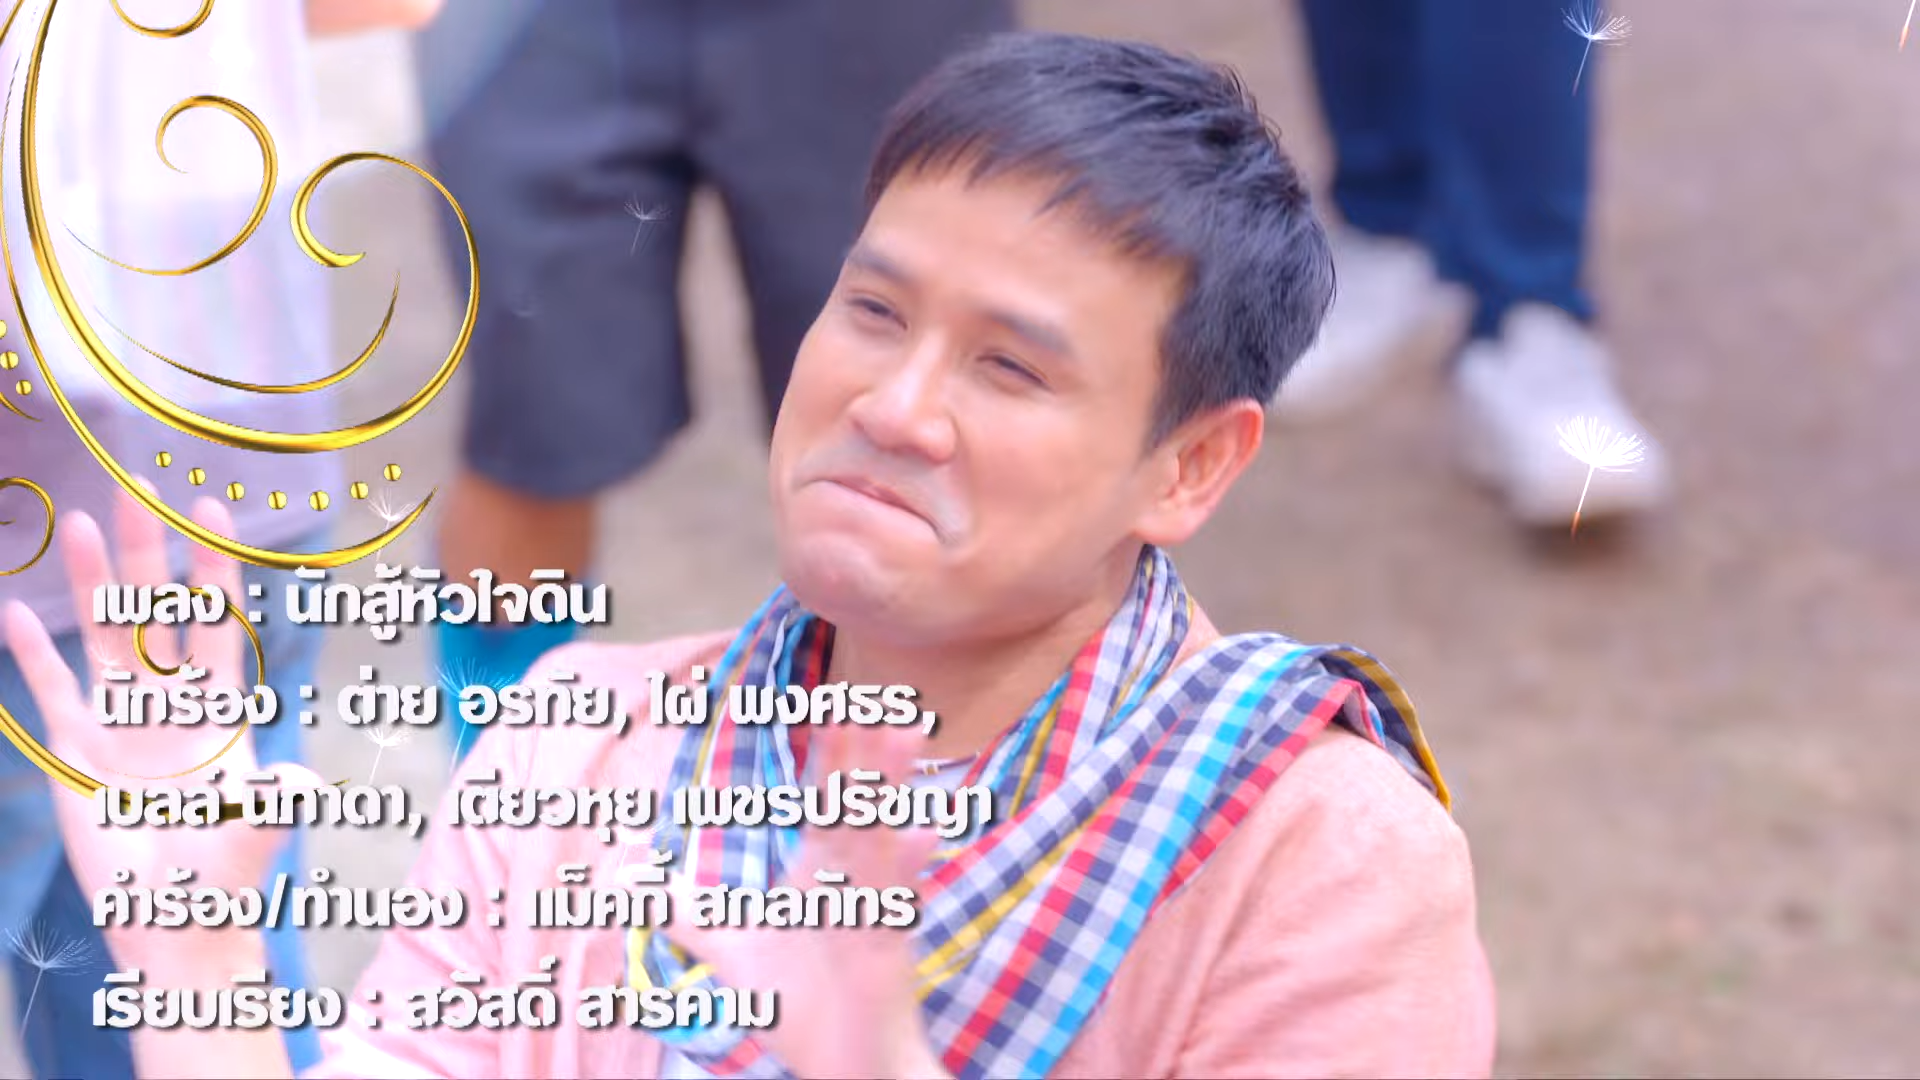 เพลง : นักสู้หัวใจดิน
นักร้อง : ต่าย อรทัย, ไผ่ พงศธร,
เบลล์ นิภาดา, เตียวหุย เพชรปรัชญา
คำร้อง/ทำนอง : แม็คกี้ สกลภัทร
เรียบเรียง : สวัสดิ์ สารคาม